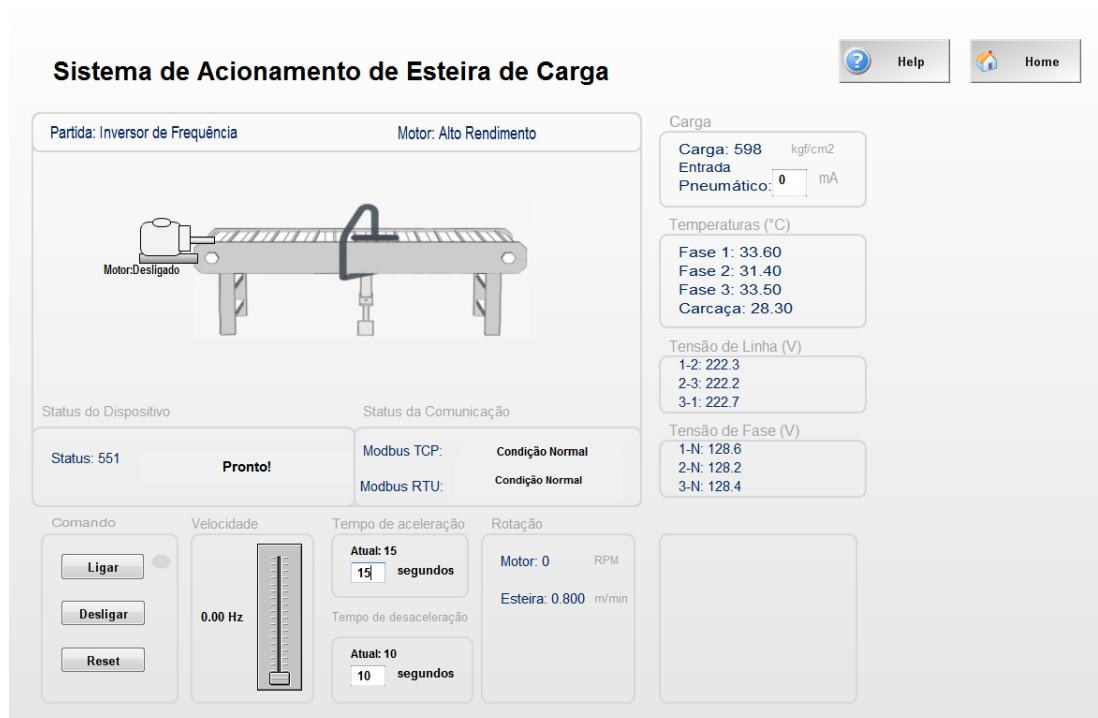 Sistema de Acionamento de Esteira de Carga
Help
Home
Partida: Inversor de Frequência
Motor: Alto Rendimento
Motor:Desligado
Status do Dispositivo
Status: 551
Pronto!
Status da Comunicação
Modbus TCP:
Condição Normal
Modbus RTU:
Condição Normal
Carga
Carga: 598 kgf/cm2
Entrada
Pneumático: 0 mA
Temperaturas (°C)
Fase 1: 33.60
Fase 2: 31.40
Fase 3: 33.50
Carcaça: 28.30
Tensão de Linha (V)
1-2: 222.3
2-3: 222.2
3-1: 222.7
Tensão de Fase (V)
1-N: 128.6
2-N: 128.2
3-N: 128.4
Comando
Ligar
Desligar
Reset
Velocidade
0.00 Hz
Tempo de aceleração
Atual: 15
15 segundos
Tempo de desaceleração
Atual: 10
10 segundos
Rotação
Motor: 0 RPM
Esteira: 0.800 m/min